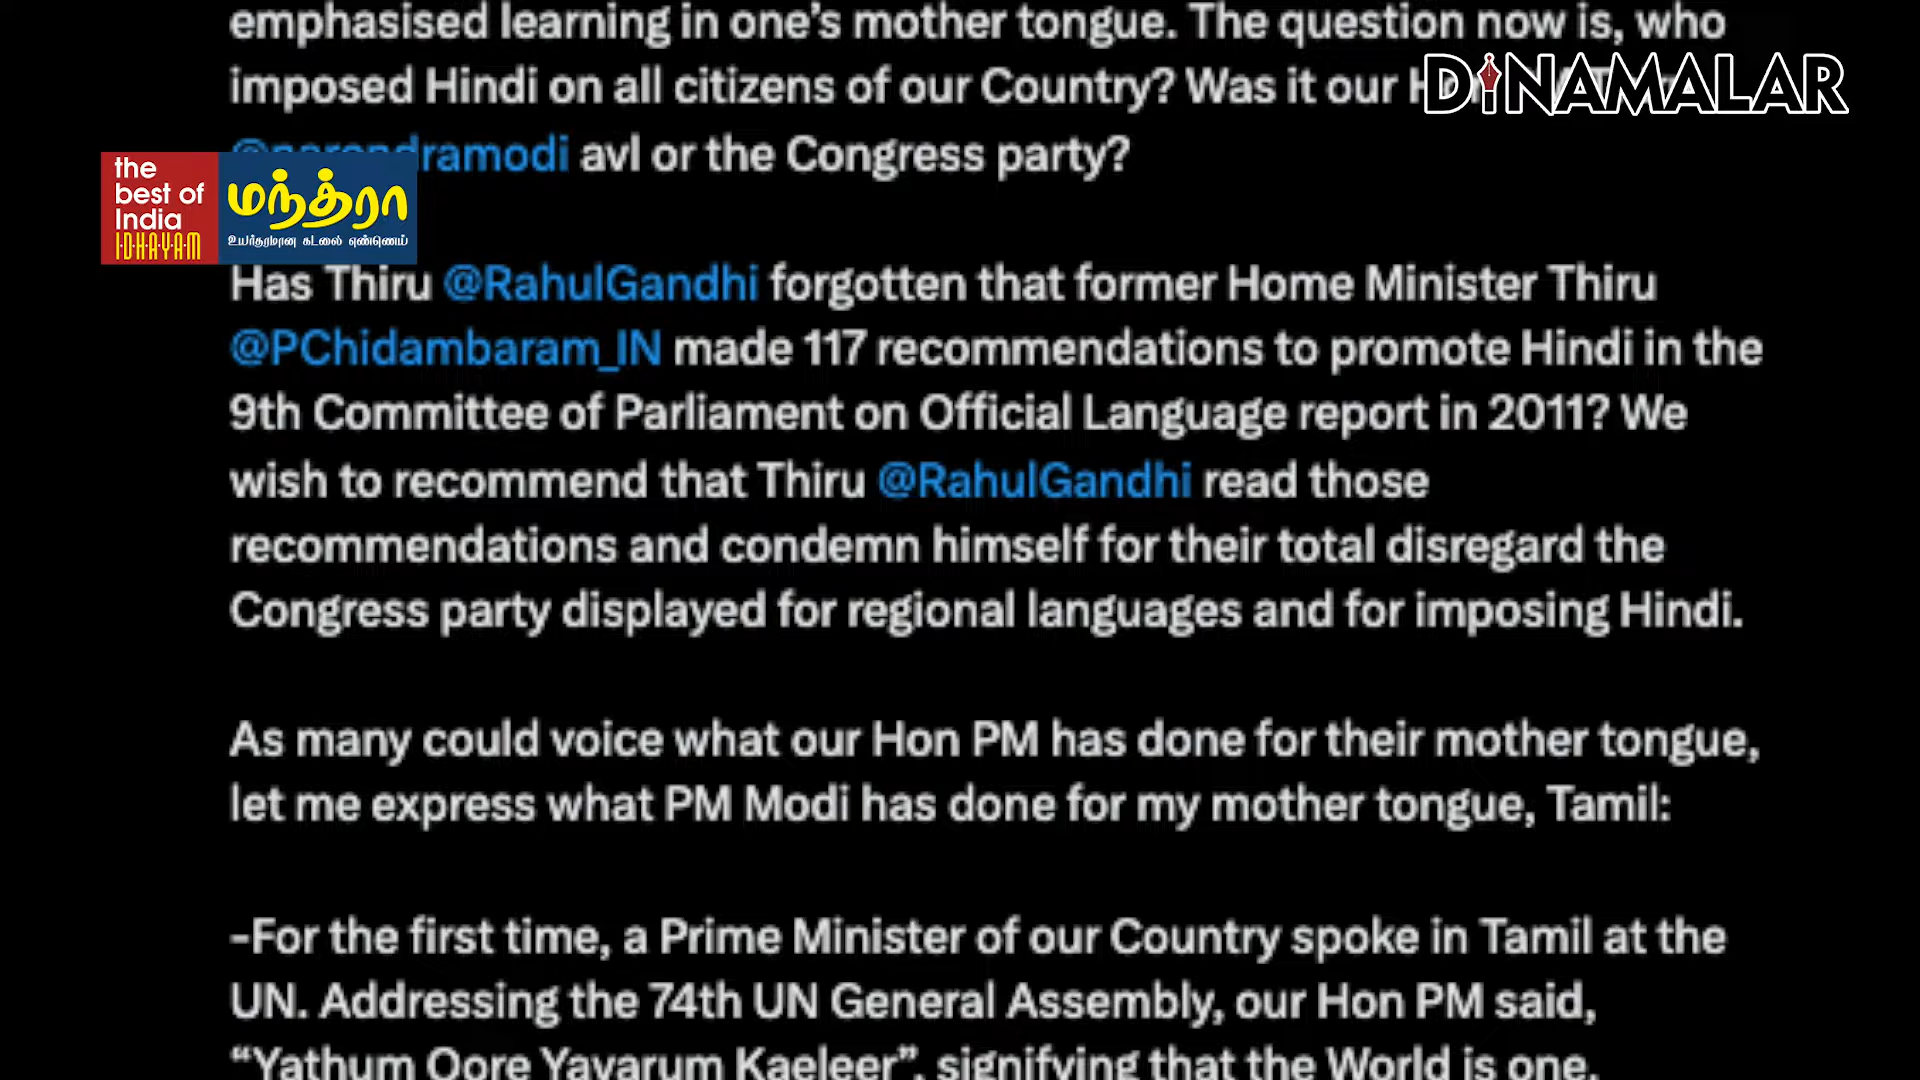 emphasised learning in one's mother tongue. The question now is, who
imposed Hindi on all citizens of our Country? Was it our
DINAMALAR
@narendramodi avl or the Congress party?
the
best of
India
IDHAYAM
மந்த்ரா
உயர்தரமான கடலை எண்ணெய்
Has Thiru @RahulGandhi forgotten that former Home Minister Thiru
@PChidambaram_IN made 117 recommendations to promote Hindi in the
9th Committee of Parliament on Official Language report in 2011? We
wish to recommend that Thiru @RahulGandhi read those
recommendations and condemn himself for their total disregard the
Congress party displayed for regional languages and for imposing Hindi.
As many could voice what our Hon PM has done for their mother tongue,
let me express what PM Modi has done for my mother tongue, Tamil:
-For the first time, a Prime Minister of our Country spoke in Tamil at the
UN. Addressing the 74th UN General Assembly, our Hon PM said,
“Yathum Oore Yavarum Kaeleer”, signifying that the World is one.